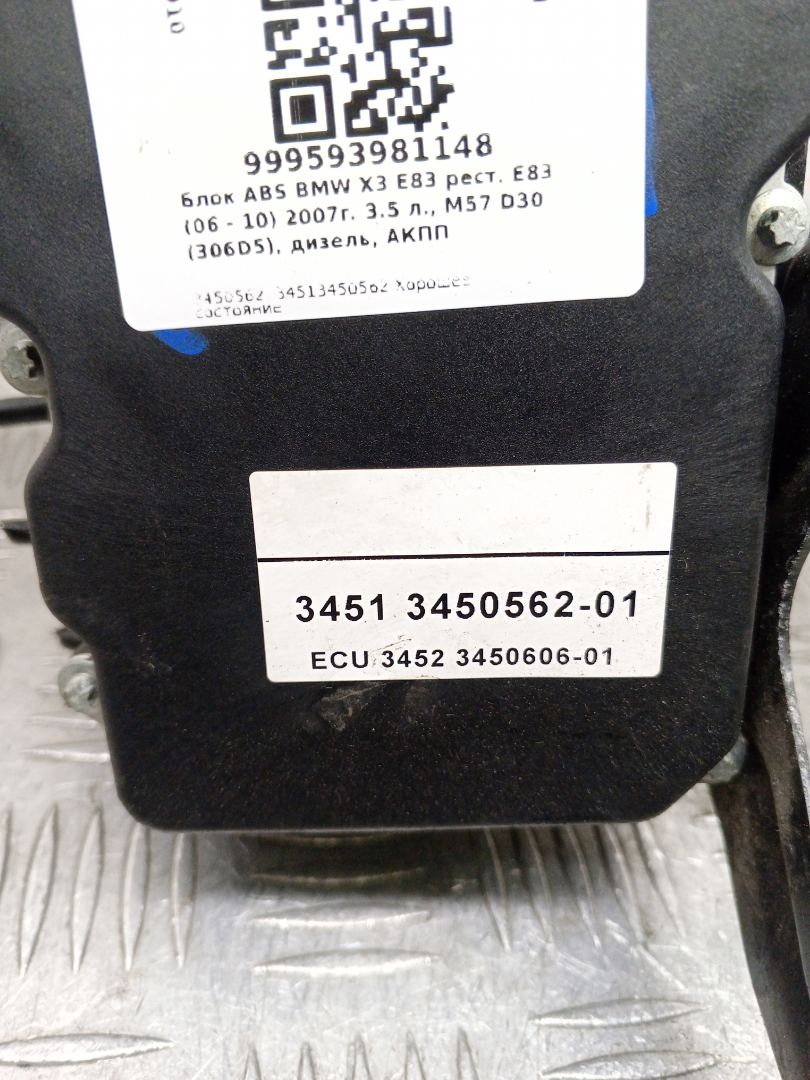 010
999593981148
Блок ABS BMW X3 E83 рест. E83
(06 - 10) 2007г. 3.5 л., M57 D30
(306D5), дизель, АКПП
3450562 34513450562 Хорошее
состояние
3451 3450562-01
ECU 3452 3450606-01